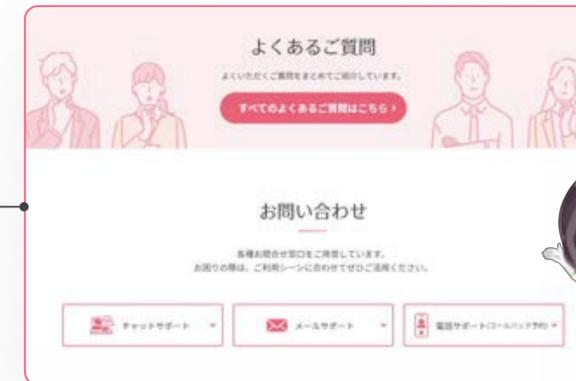 よくあるご質問
よくいただくご質問をまとめてご紹介しています。
すべてのよくあるご質問はこちら
お問い合わせ
各種お問合せ窓口をご用意しています。
お困りの際は、ご利用シーンに合わせてぜひご活用ください。
チャットサポート
メールサポート
電話サポート(コールバック予約)